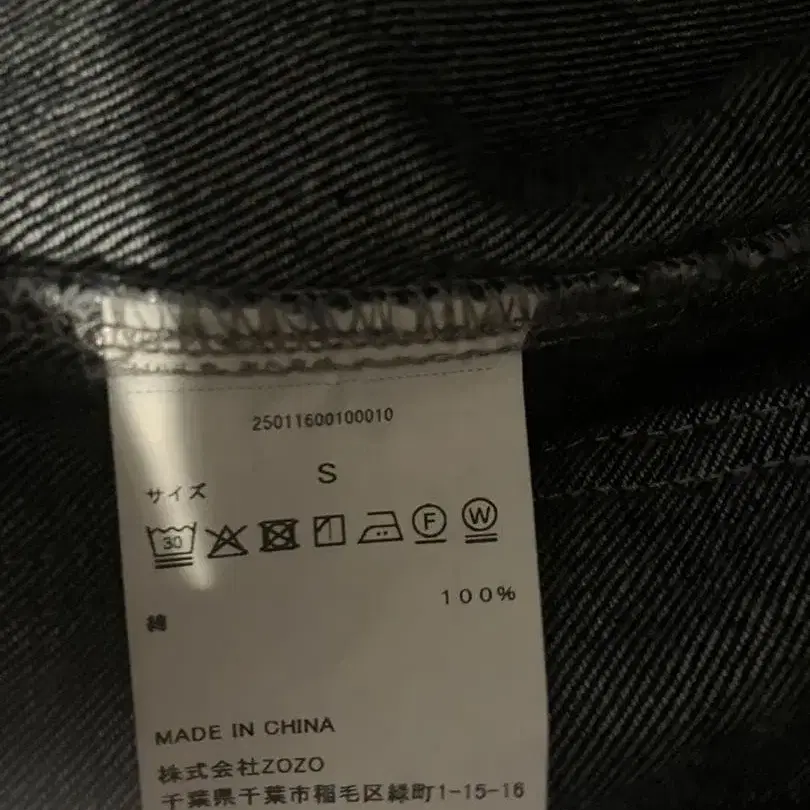 25011600100010
サイズ S
30 F W
綿 100%
MADE IN CHINA
株式会社ZOZO
千葉県千葉市稲毛区緑町1-15-16